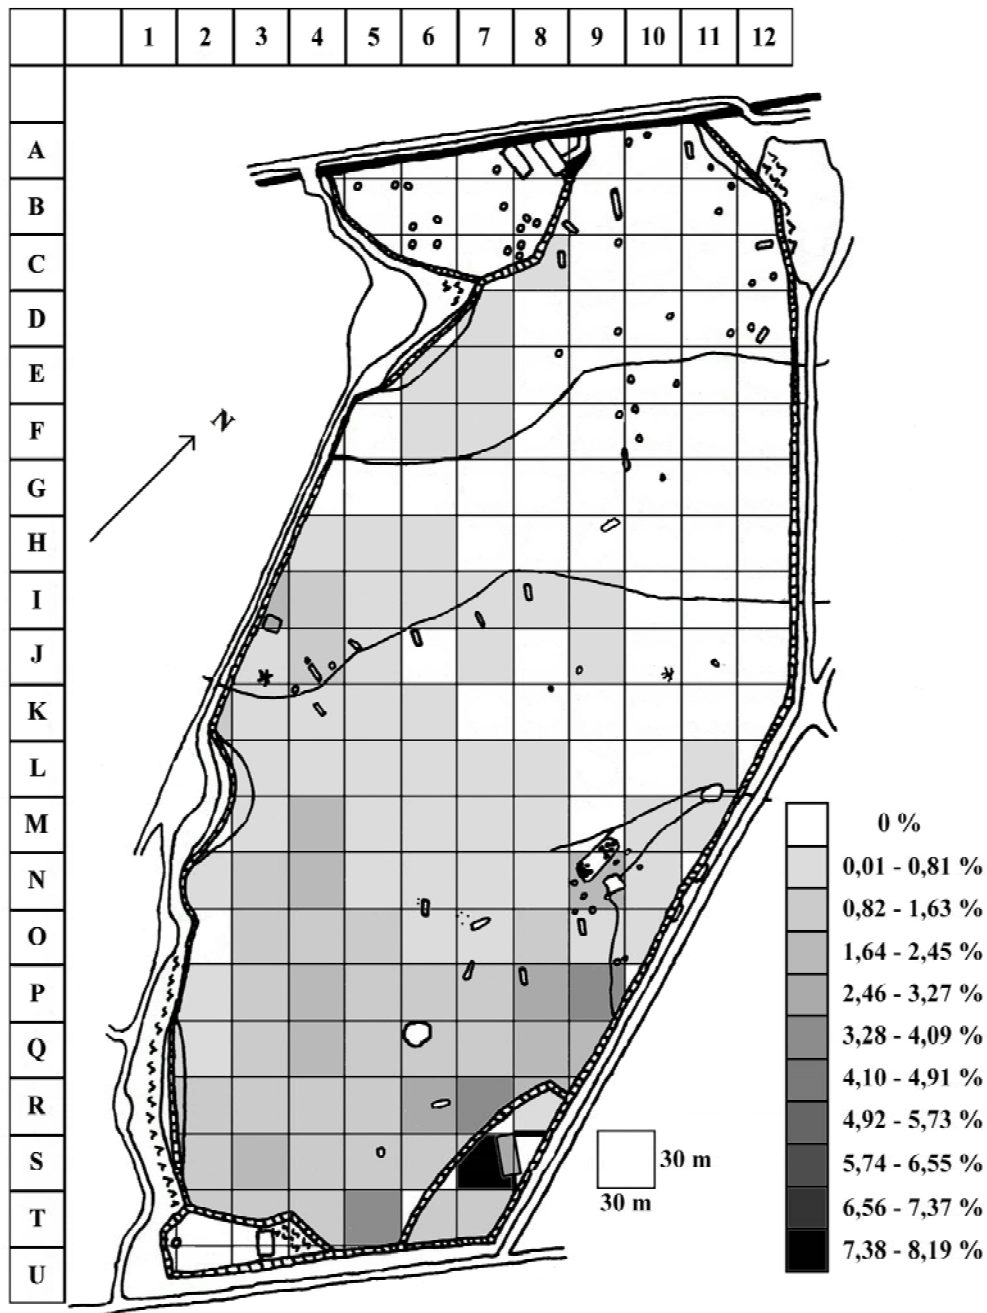 1 2 3 4 5 6 7 8 9 10 11 12
A
B
C
D
E
F
G
H
I
J
K
L
M
N
O
P
Q
R
S
T
U
N
0 %
0,01 - 0,81 %
0,82 - 1,63 %
1,64 - 2,45 %
2,46 - 3,27 %
3,28 - 4,09 %
4,10 - 4,91 %
4,92 - 5,73 %
5,74 - 6,55 %
6,56 - 7,37 %
7,38 - 8,19 %
30 m
30 m